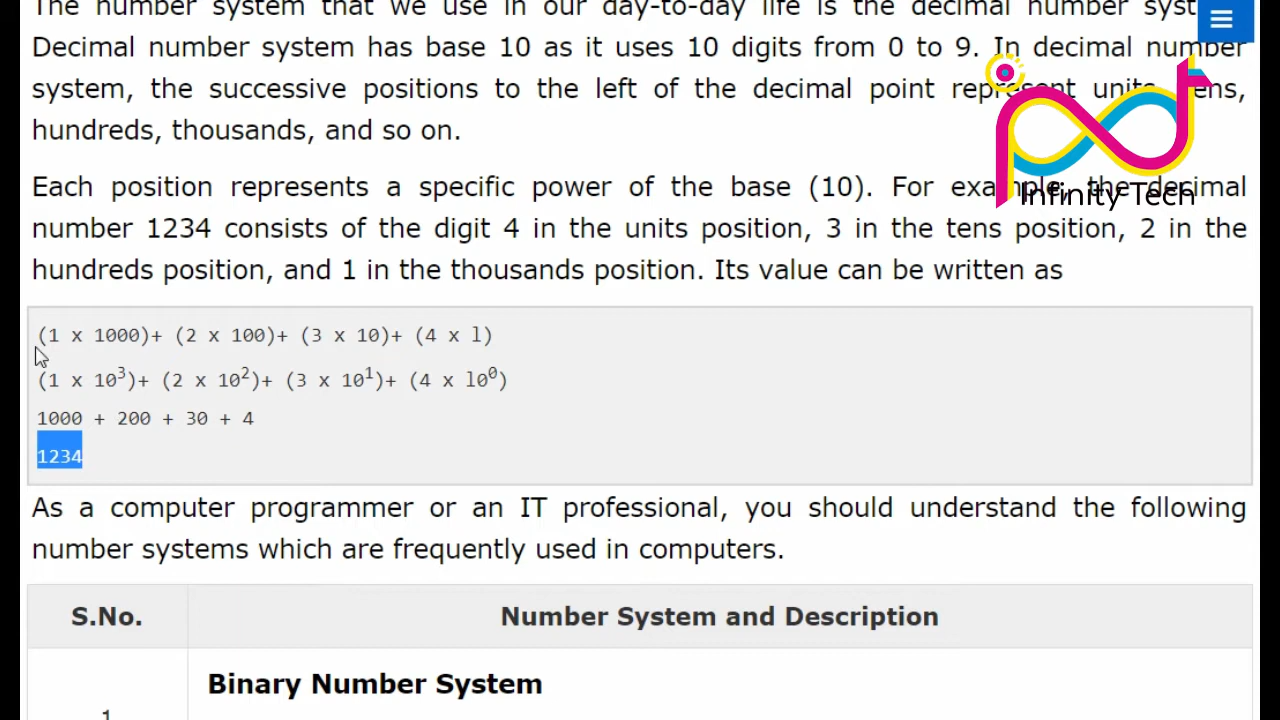 The number system that we use in our day-to-day life is the decimal number syst
Decimal number system has base 10 as it uses 10 digits from 0 to 9. In decimal number
system, the successive positions to the left of the decimal point represent units, tens,
hundreds, thousands, and so on.
Each position represents a specific power of the base (10). For example, the decimal
number 1234 consists of the digit 4 in the units position, 3 in the tens position, 2 in the
hundreds position, and 1 in the thousands position. Its value can be written as
Infinity Tech
(1 x 1000)+ (2 x 100)+ (3 x 10)+ (4 x l)
(1 x 10³)+ (2 x 10²)+ (3 x 10¹)+ (4 x l0⁰)
1000 + 200 + 30 + 4
1234
As a computer programmer or an IT professional, you should understand the following
number systems which are frequently used in computers.
S.No. Number System and Description
Binary Number System
1